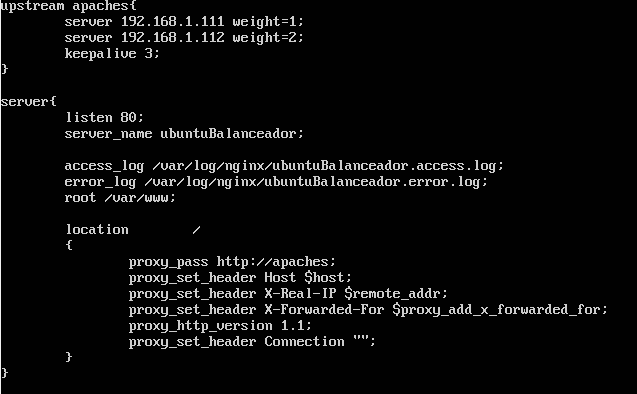 upstream apaches{
server 192.168.1.111 weight=1;
server 192.168.1.112 weight=2;
keepalive 3;
}
server{
listen 80;
server_name ubuntuBalanceador;
access_log /var/log/nginx/ubuntuBalanceador.access.log;
error_log /var/log/nginx/ubuntuBalanceador.error.log;
root /var/www;
location /
{
proxy_pass http://apaches;
proxy_set_header Host $host;
proxy_set_header X-Real-IP $remote_addr;
proxy_set_header X-Forwarded-For $proxy_add_x_forwarded_for;
proxy_http_version 1.1;
proxy_set_header Connection "";
}
}